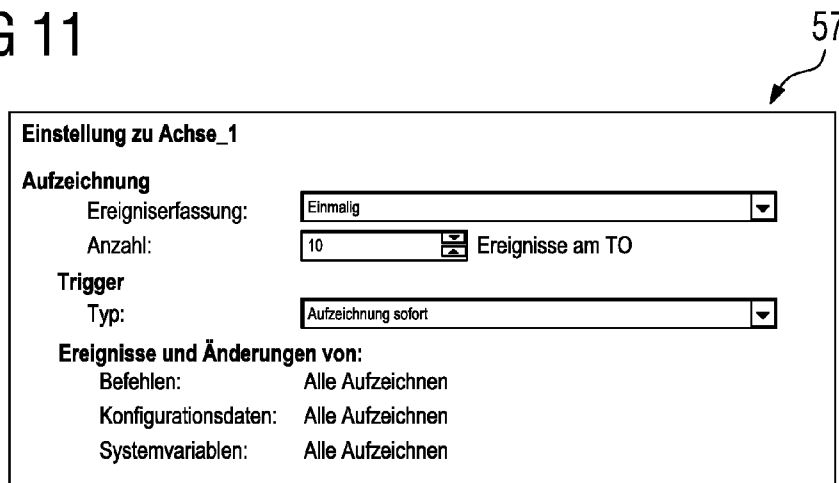 G 11
57
Einstellung zu Achse_1
Aufzeichnung
Ereigniserfassung: Einmalig
Anzahl: 10 Ereignisse am TO
Trigger
Typ: Aufzeichnung sofort
Ereignisse und Änderungen von:
Befehlen: Alle Aufzeichnen
Konfigurationsdaten: Alle Aufzeichnen
Systemvariablen: Alle Aufzeichnen